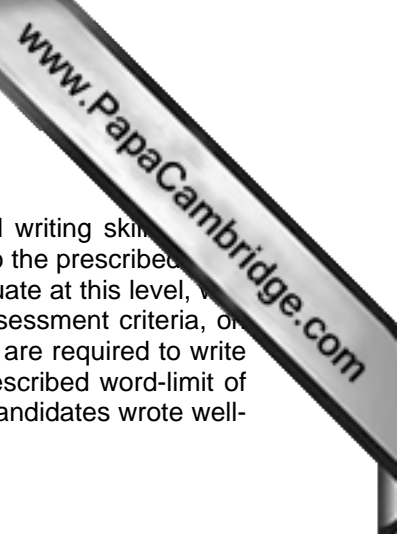 www.PapaCambridge.com
writing
o the prescribed
uate at this level,
sessment criteria,
are required to write
escribed word-limit of
andidates wrote well-